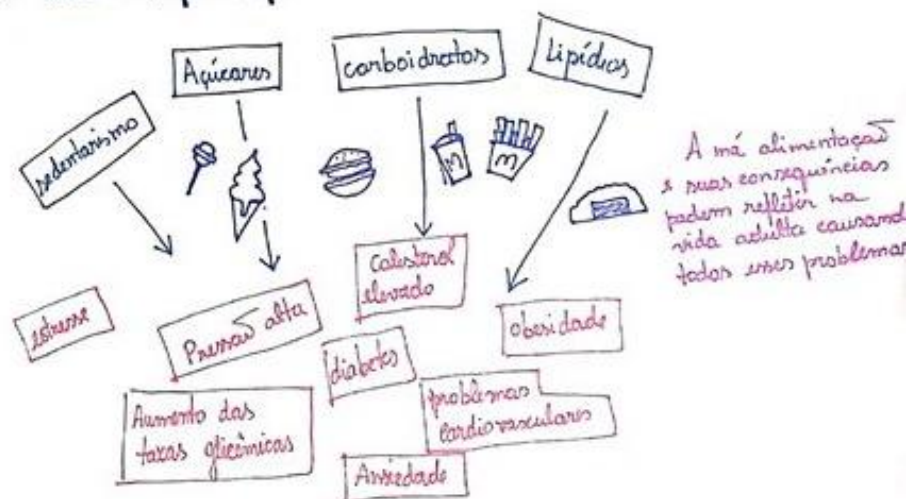 Açúcares
carboidratos
Lipídios
sedentarismo
A má alimentação
e suas consequências
podem refletir na
vida adulta causando
todos esses problemas
estresse
Pressão alta
Colesterol
elevado
obesidade
diabetes
Aumento das
taxas glicêmicas
problemas
cardiovasculares
Ansiedade